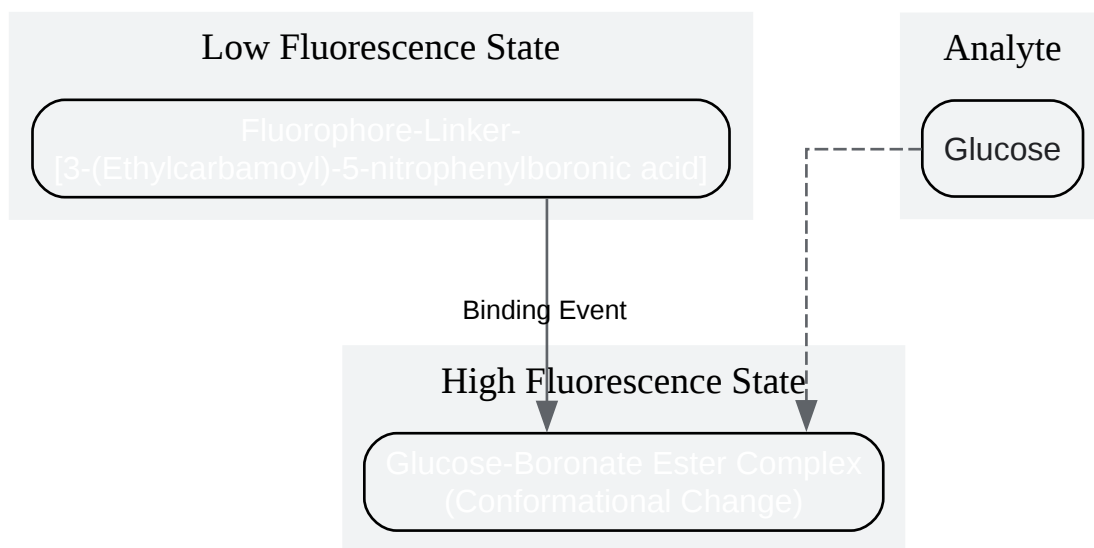 Low Fluorescence State
Analyte
Fluorophore-Linker-
[3-(Ethylcarbamoyl)-5-nitrophenylboronic acid]
Glucose
Binding Event
High Fluorescence State
Glucose-Boronate Ester Complex
(Conformational Change)